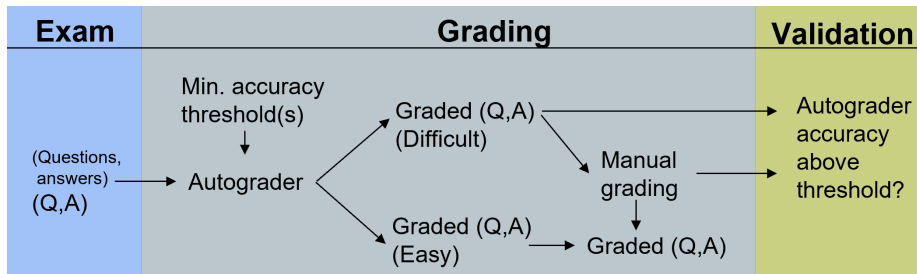 Exam
Grading
Validation
Min. accuracy
threshold(s)
(Questions,
answers)
(Q,A)
Autograder
Graded (Q,A)
(Difficult)
Graded (Q,A)
(Easy)
Manual
grading
Graded (Q,A)
Autograder
accuracy
above
threshold?